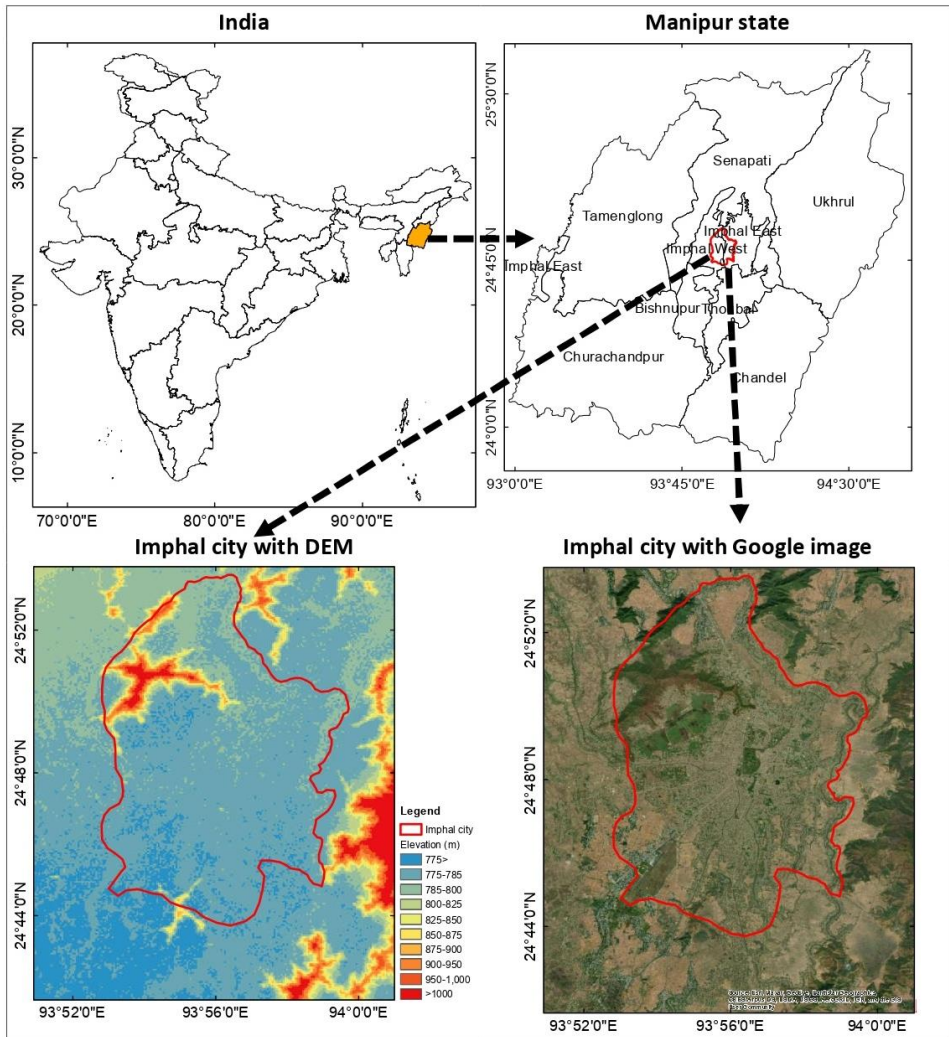 India
Manipur state
30°0'0"N
20°0'0"N
10°0'0"N
70°0'0"E
80°0'0"E
90°0'0"E
25°30'0"N
24°45'0"N
24°0'0"N
Senapati
Ukhrul
Tamenglong
Imphal East
Imphal West
Imphal East
Bishnupur
Thoubal
Churachandpur
Chandel
93°0'0"E
93°45'0"E
94°30'0"E
Imphal city with DEM
Imphal city with Google image
24°52'0"N
24°48'0"N
24°44'0"N
Legend
Imphal city
Elevation (m)
775>
775-785
785-800
800-825
825-850
850-875
875-900
900-950
950-1,000
>1000
93°52'0"E
93°56'0"E
94°0'0"E
24°52'0"N
24°48'0"N
24°44'0"N
93°52'0"E
93°56'0"E
94°0'0"E